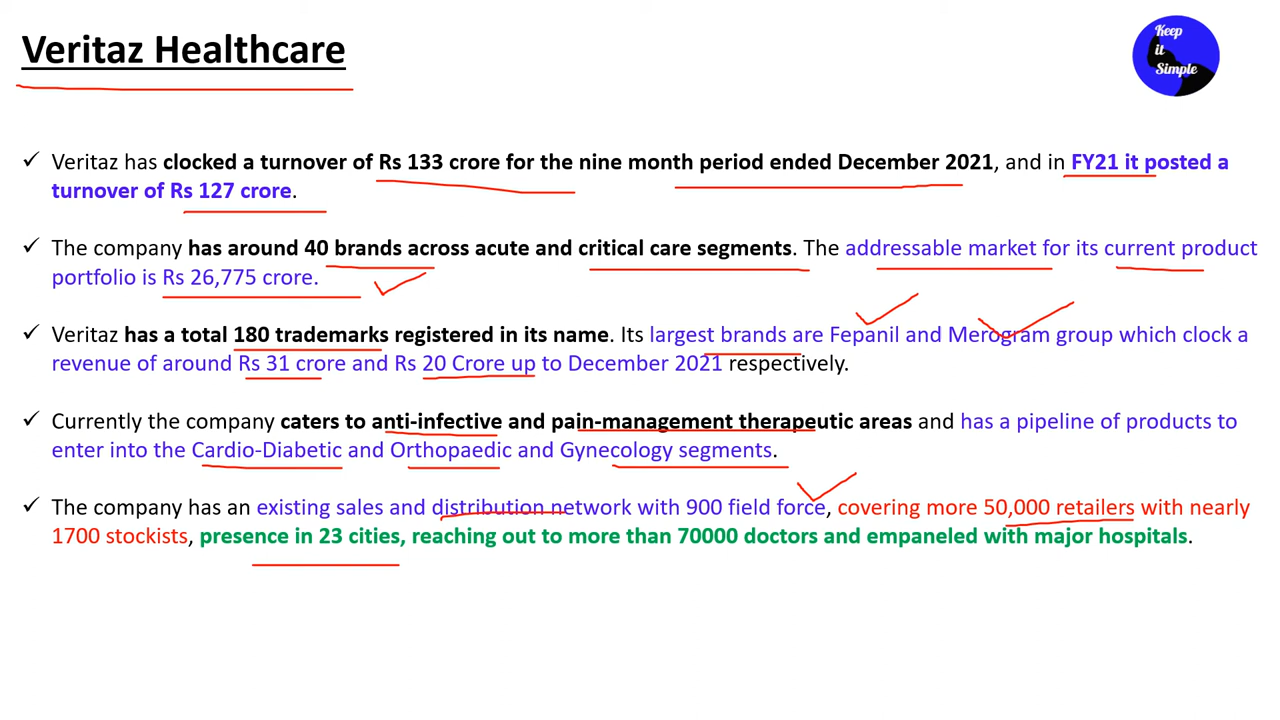 Veritaz Healthcare
Keep
it
Simple
✓ Veritaz has clocked a turnover of Rs 133 crore for the nine month period ended December 2021, and in FY21 it posted a
turnover of Rs 127 crore.
✓ The company has around 40 brands across acute and critical care segments. The addressable market for its current product
portfolio is Rs 26,775 crore.
✓ Veritaz has a total 180 trademarks registered in its name. Its largest brands are Fepanil and Merogram group which clock a
revenue of around Rs 31 crore and Rs 20 Crore up to December 2021 respectively.
✓ Currently the company caters to anti-infective and pain-management therapeutic areas and has a pipeline of products to
enter into the Cardio-Diabetic and Orthopaedic and Gynecology segments.
✓ The company has an existing sales and distribution network with 900 field force, covering more 50,000 retailers with nearly
1700 stockists, presence in 23 cities, reaching out to more than 70000 doctors and empaneled with major hospitals.